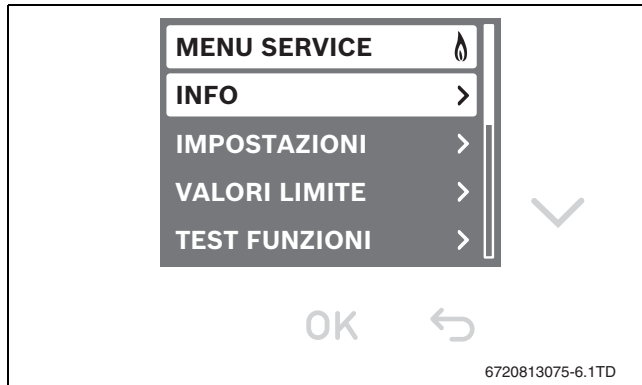 MENU SERVICE
INFO
IMPOSTAZIONI
VALORI LIMITE
TEST FUNZIONI
OK
6720813075-6.1TD